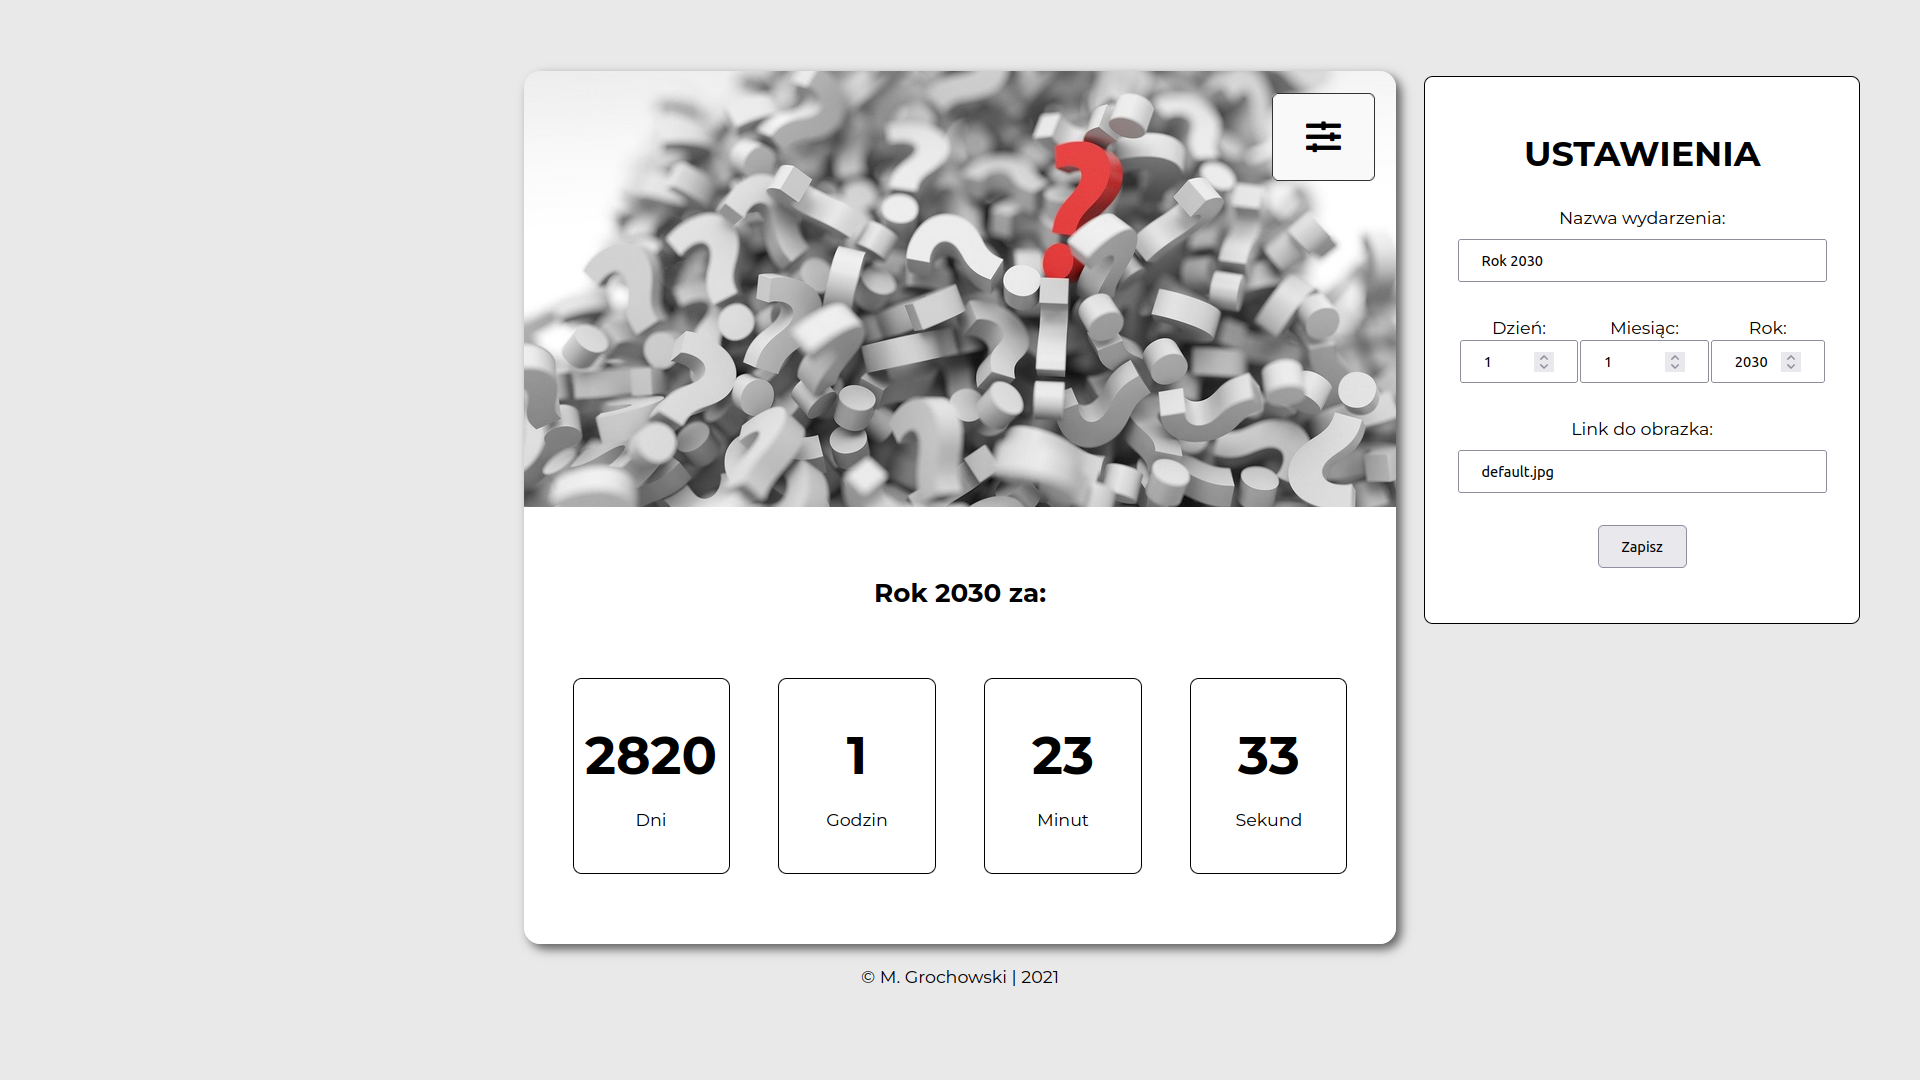 USTAWIENIA
Nazwa wydarzenia:
Rok 2030
Dzień: Miesiąc: Rok:
1 1 2030
Link do obrazka:
default.jpg
Zapisz
Rok 2030 za:
2820 1 23 33
Dni Godzin Minut Sekund
© M. Grochowski | 2021